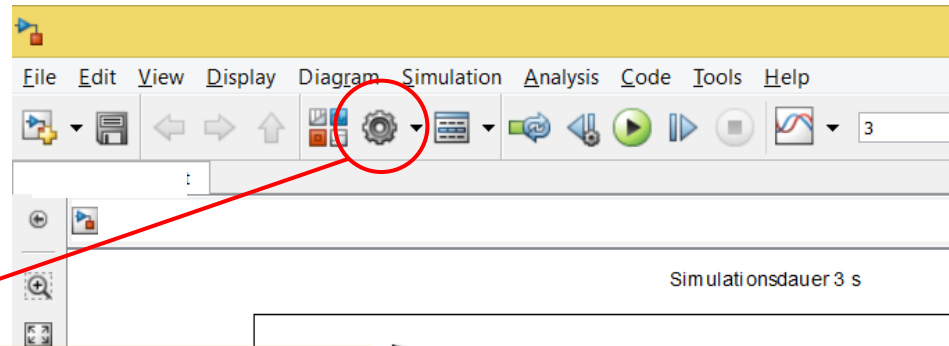 File Edit View Display Diagram Simulation Analysis Code Tools Help
3
t
Simulationsdauer 3 s